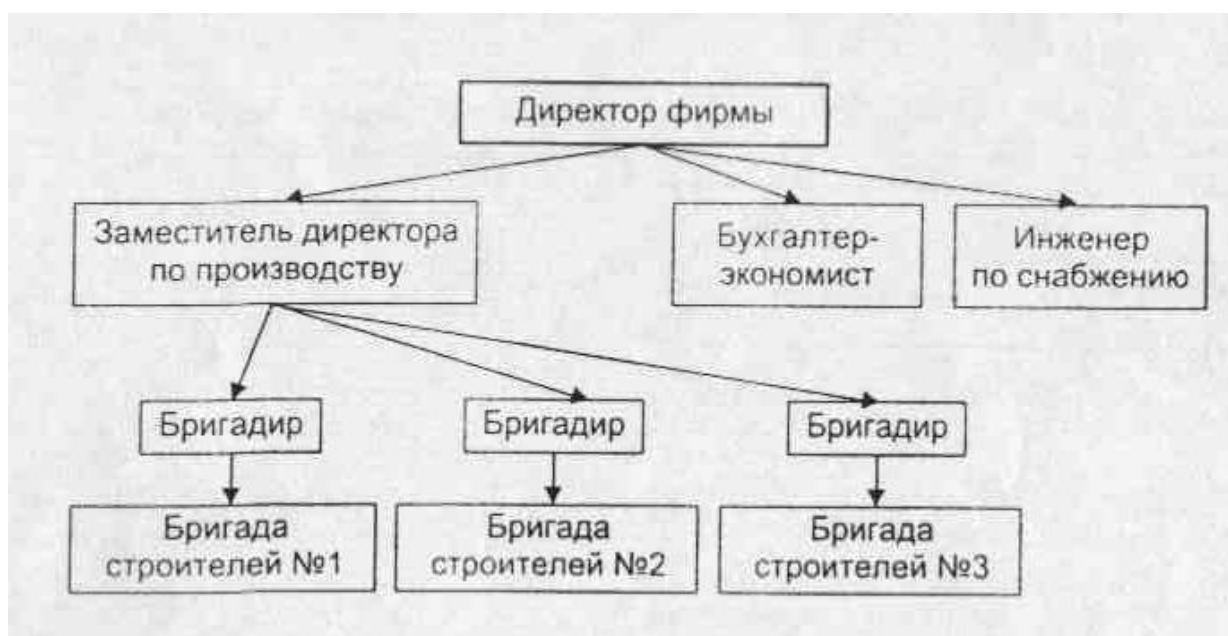 Директор фирмы
Заместитель директора
по производству
Бухгалтер-
экономист
Инженер
по снабжению
Бригадир
Бригадир
Бригадир
Бригада
строителей №1
Бригада
строителей №2
Бригада
строителей №3